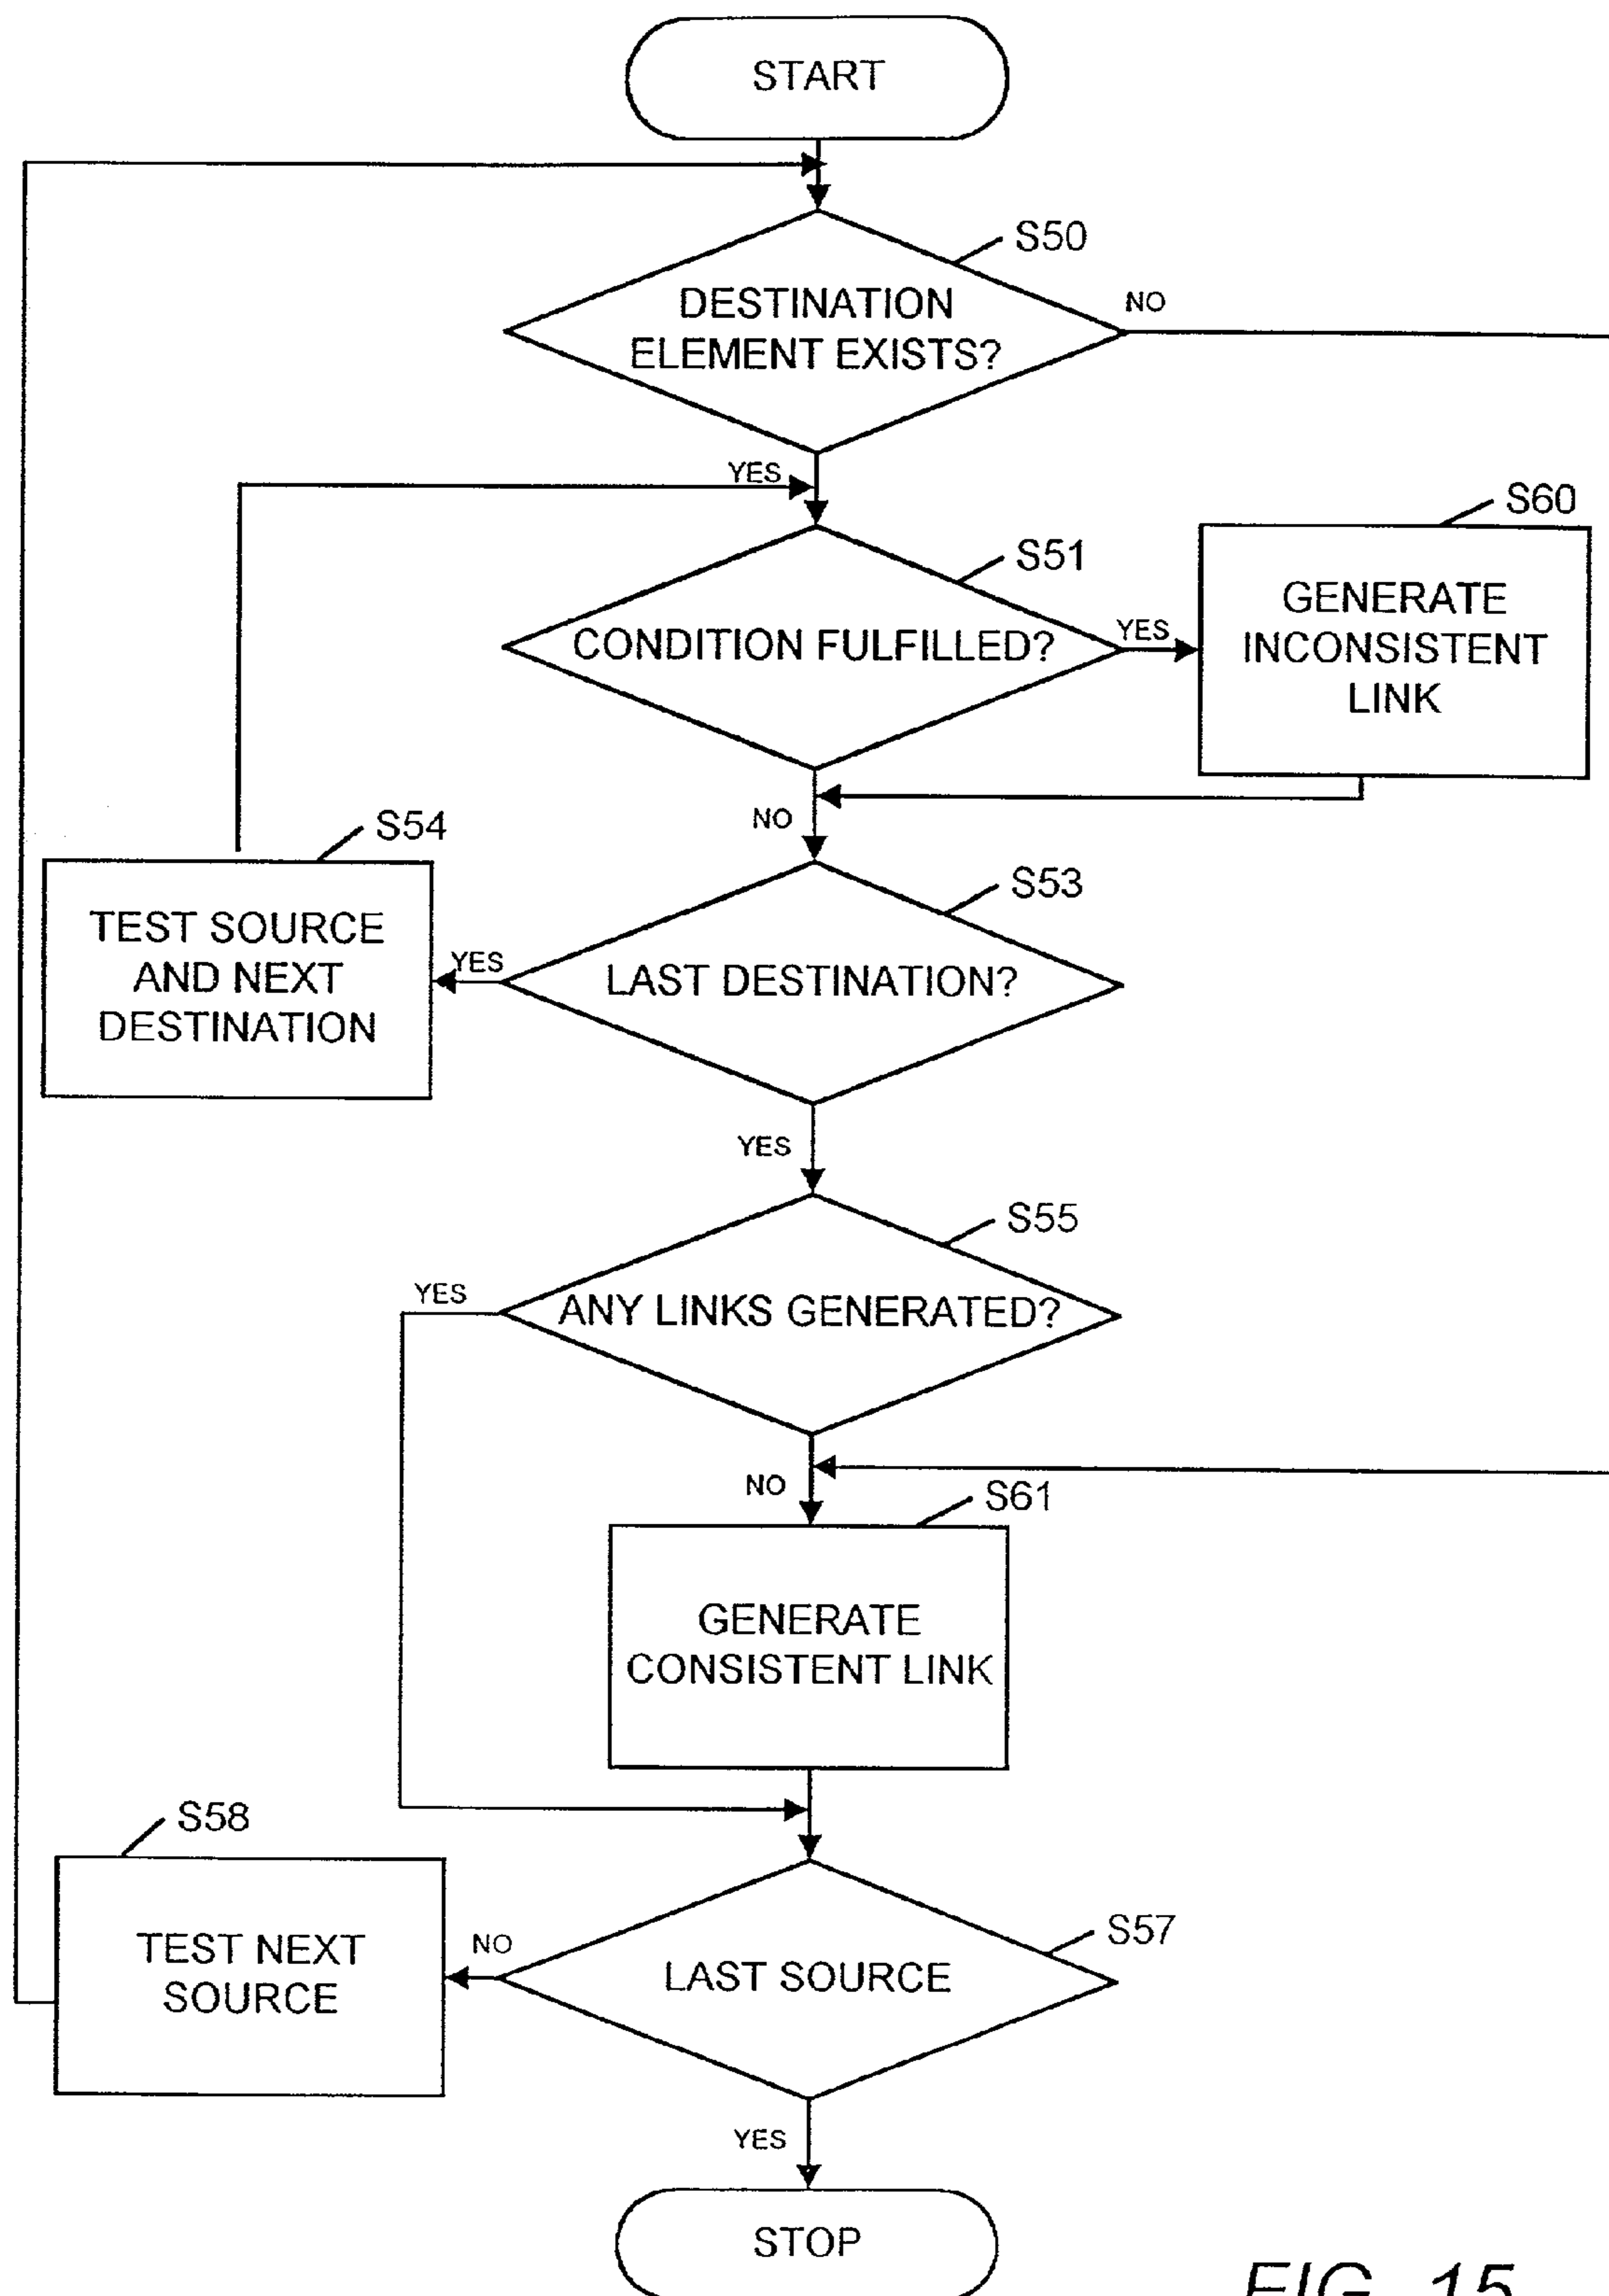 START
S50
DESTINATION
ELEMENT EXISTS?
NO
YES
S60
S51
CONDITION FULFILLED?
YES
GENERATE
INCONSISTENT
LINK
NO
S54
S53
TEST SOURCE
AND NEXT
DESTINATION
YES
LAST DESTINATION?
YES
S55
YES
ANY LINKS GENERATED?
NO
S61
GENERATE
CONSISTENT LINK
S58
S57
TEST NEXT
SOURCE
NO
LAST SOURCE
YES
STOP
FIG. 15